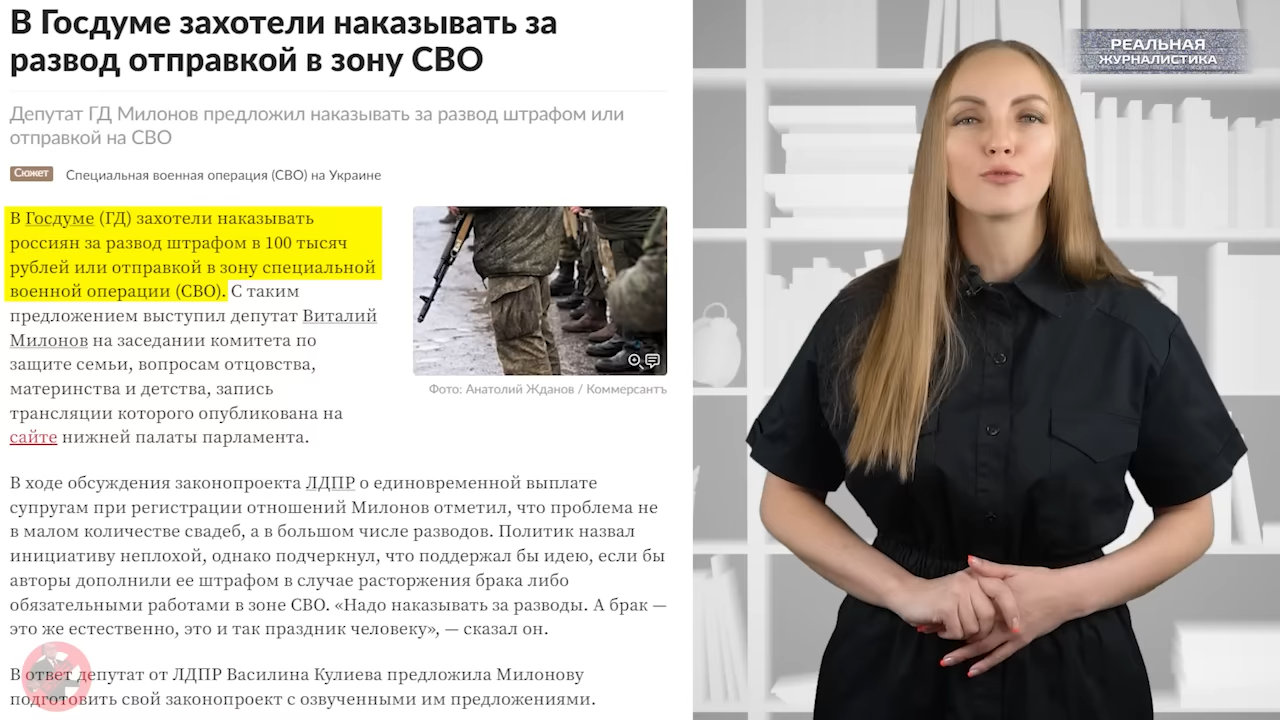 В Госдуме захотели наказывать за
развод отправкой в зону СВО
Депутат ГД Милонов предложил наказывать за развод штрафом или
отправкой на СВО
Сюжет Специальная военная операция (СВО) на Украине
В Госдуме (ГД) захотели наказывать
россиян за развод штрафом в 100 тысяч
рублей или отправкой в зону специальной
военной операции (СВО). С таким
предложением выступил депутат Виталий
Милонов на заседании комитета по
защите семьи, вопросам отцовства,
материнства и детства, запись
трансляции которого опубликована на
сайте нижней палаты парламента.
Фото: Анатолий Жданов / Коммерсантъ
В ходе обсуждения законопроекта ЛДПР о единовременной выплате
супругам при регистрации отношений Милонов отметил, что проблема не
в малом количестве свадеб, а в большом числе разводов. Политик назвал
инициативу неплохой, однако подчеркнул, что поддержал бы идею, если бы
авторы дополнили ее штрафом в случае расторжения брака либо
обязательными работами в зоне СВО. «Надо наказывать за разводы. А брак —
это же естественно, это и так праздник человеку», — сказал он.
В ответ депутат от ЛДПР Василина Кулиева предложила Милонову
подготовить свой законопроект с озвученными им предложениями.
РЕАЛЬНАЯ
ЖУРНАЛИСТИКА